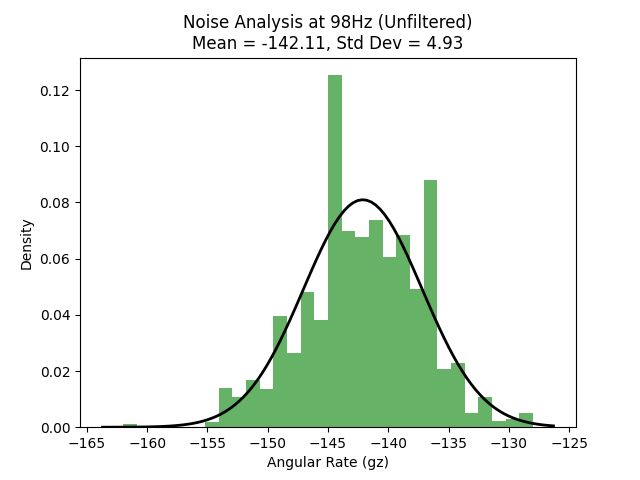 Noise Analysis at 98Hz (Unfiltered)
Mean = -142.11, Std Dev = 4.93
0.12
0.10
0.08
0.06
0.04
0.02
0.00
Density
−165 −160 −155 −150 −145 −140 −135 −130 −125
Angular Rate (gz)